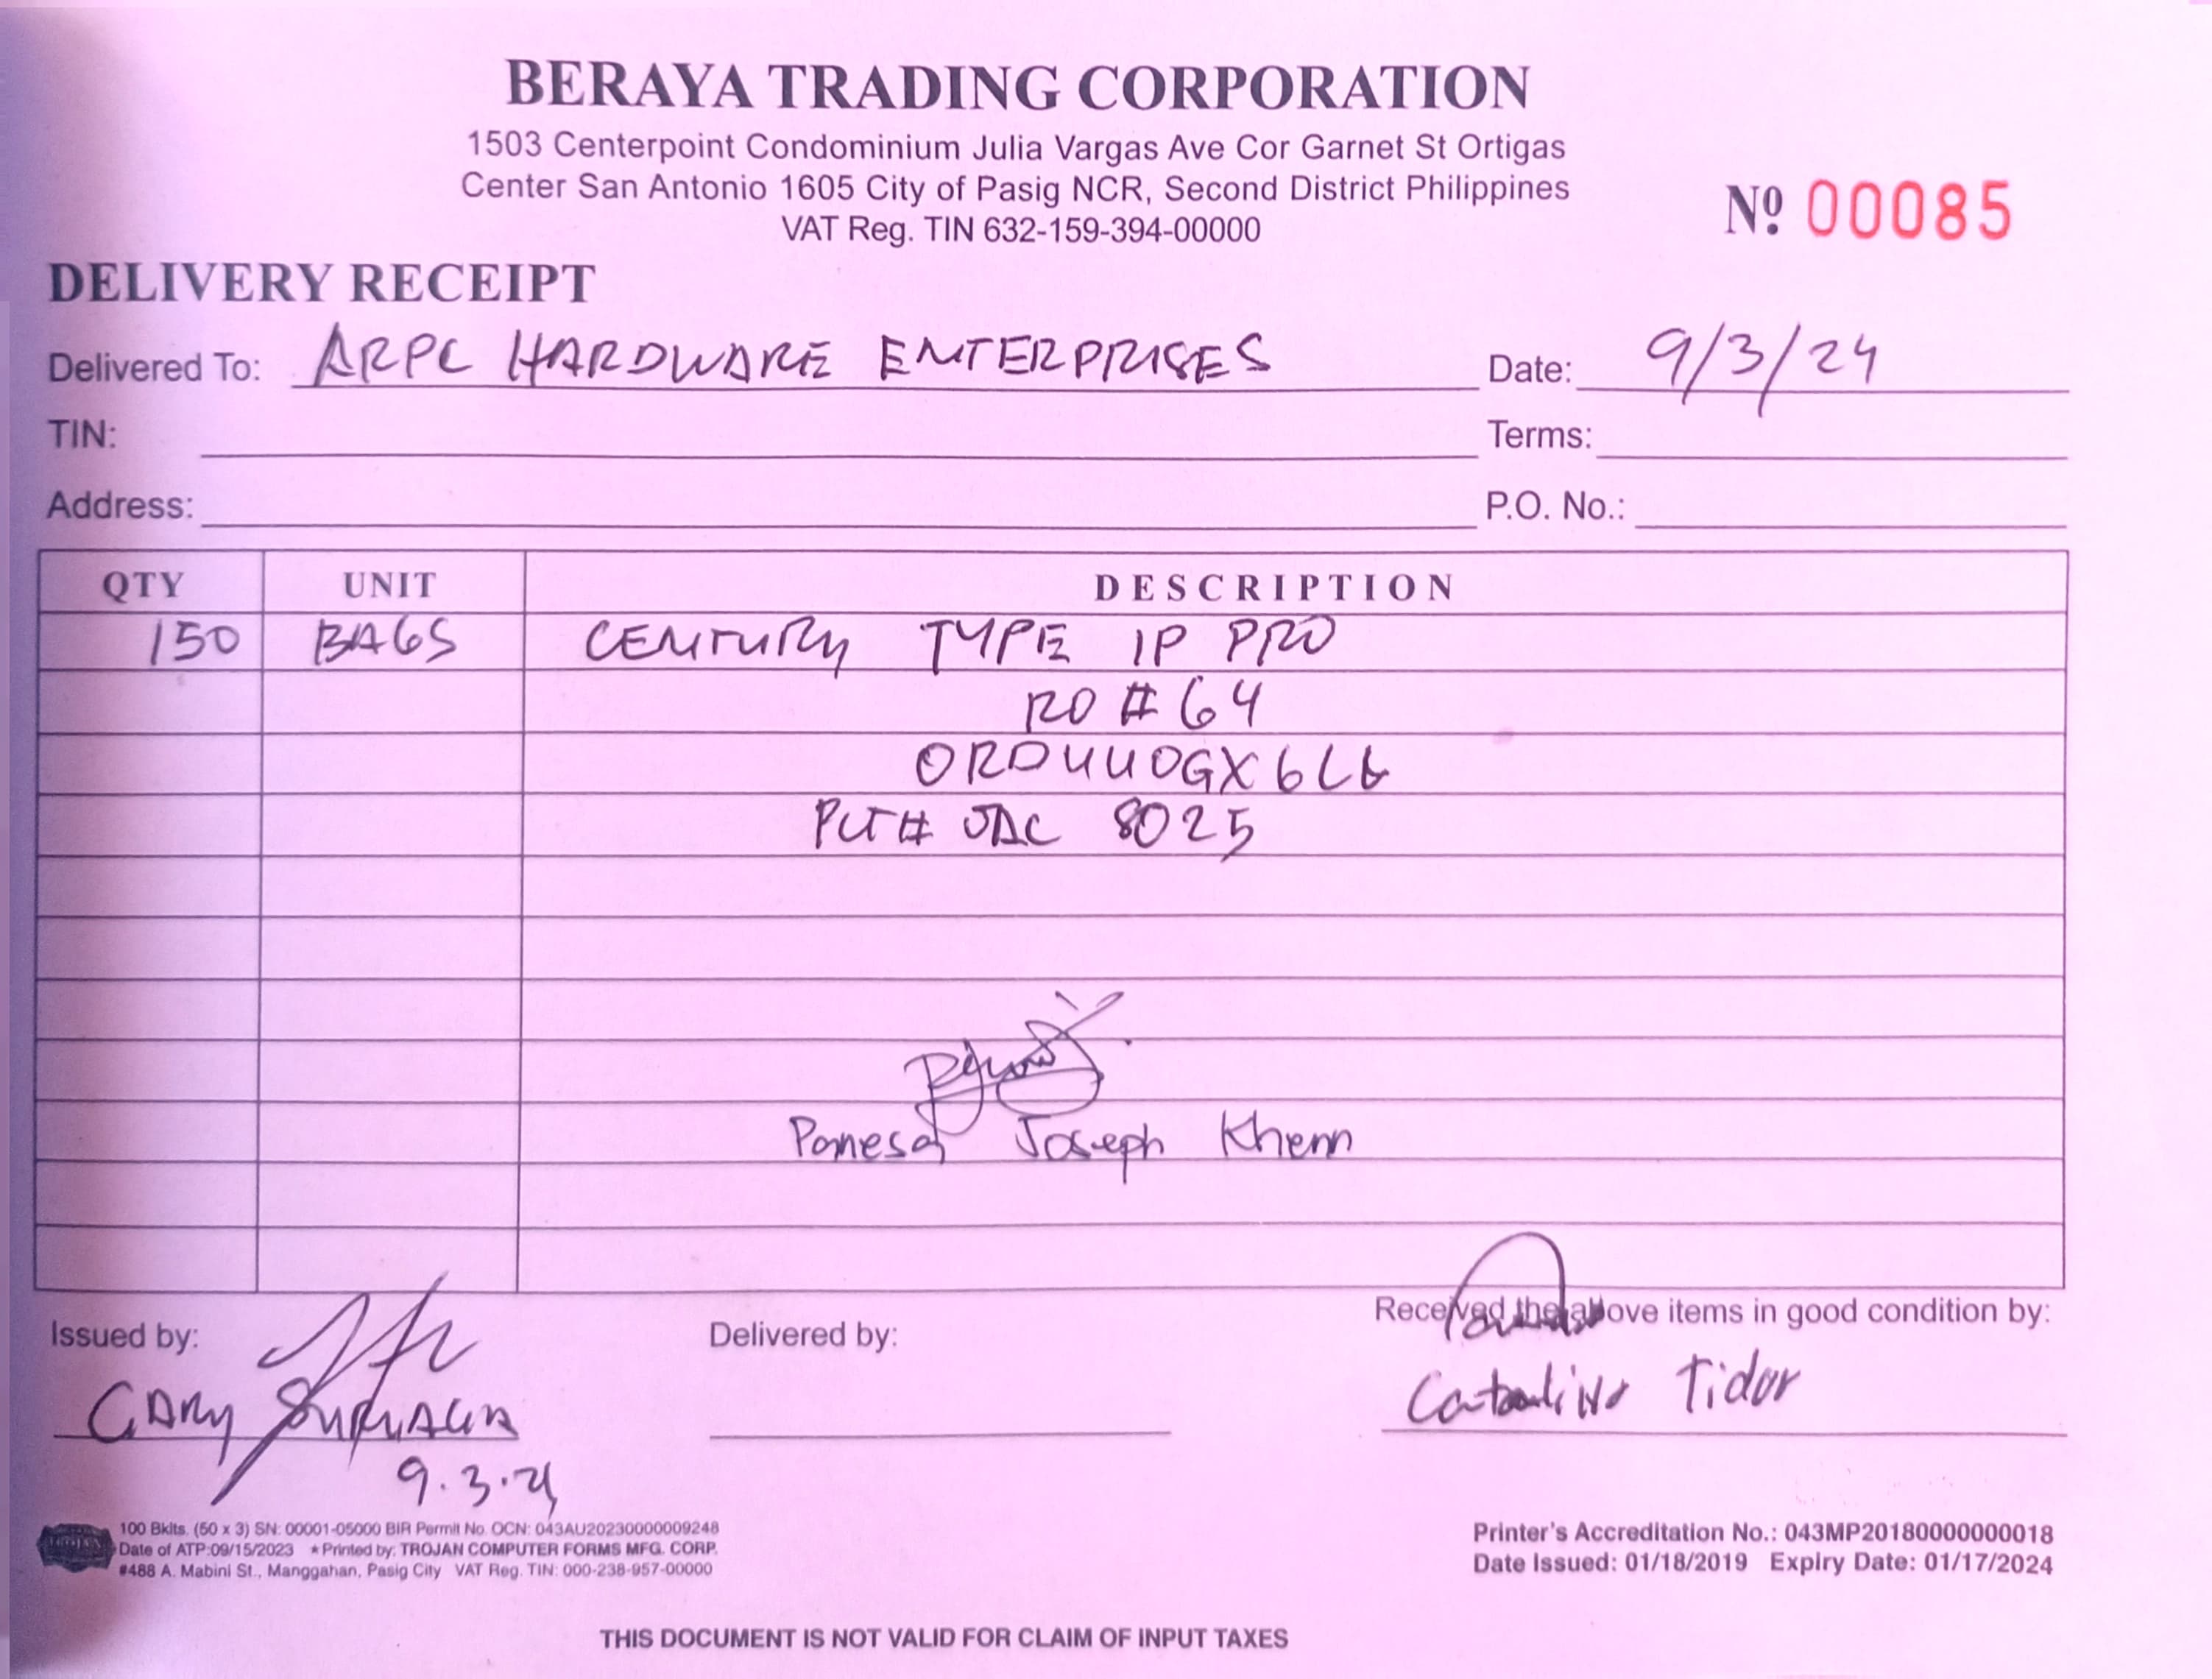 BERAYA TRADING CORPORATION
1503 Centerpoint Condominium Julia Vargas Ave Cor Garnet St Ortigas
Center San Antonio 1605 City of Pasig NCR, Second District Philippines
VAT Reg. TIN 632-159-394-00000
Nº 00085
DELIVERY RECEIPT
Delivered To: ARPC HARDWARE ENTERPRISES Date: 9/3/24
TIN: Terms:
Address: P.O. No.:
QTY UNIT DESCRIPTION
150 BAGS CENTURY TYPE 1P PRO
RO # 64
PLT#  8025
Joseph Khenn
Issued by: Delivered by: Received the above items in good condition by:
GARY Tidor
9.3.24
100 Bklts. (50 x 3) SN: 00001-05000 BIR Permit No. OCN: 043AU20230000009248
Date of ATP:09/15/2023 ★Printed by: TROJAN COMPUTER FORMS MFG. CORP.
#488 A. Mabini St., Manggahan, Pasig City VAT Reg. TIN: 000-238-957-00000
Printer's Accreditation No.: 043MP20180000000018
Date Issued: 01/18/2019 Expiry Date: 01/17/2024
THIS DOCUMENT IS NOT VALID FOR CLAIM OF INPUT TAXES